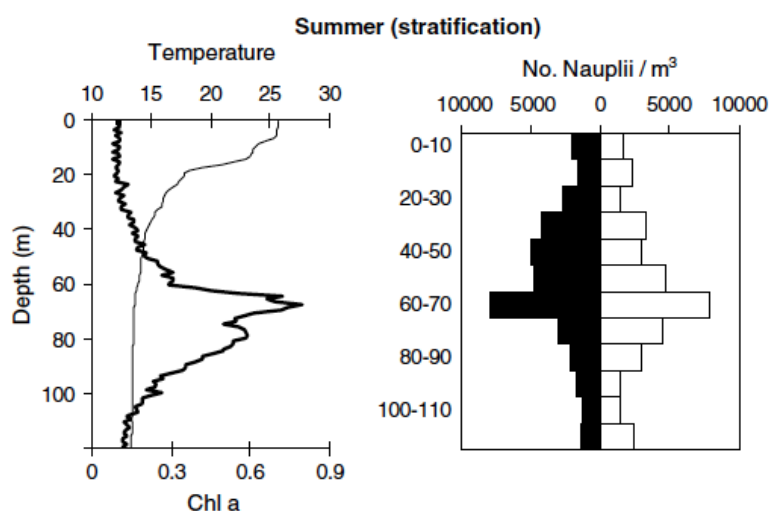 Summer (stratification)
Temperature
10 15 20 25 30
0
20
40
60
80
100
Depth (m)
0 0.3 0.6 0.9
Chl a
No. Nauplii / m³
10000 5000 0 5000 10000
0-10
20-30
40-50
60-70
80-90
100-110